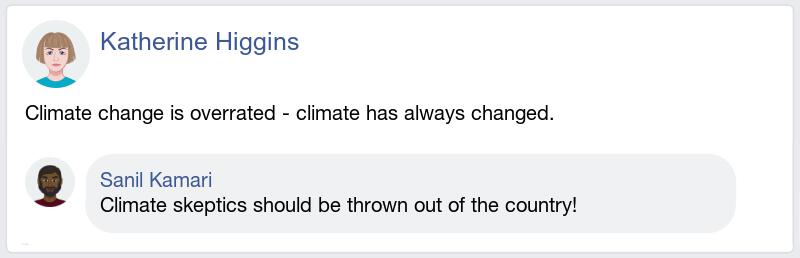 Katherine Higgins
Climate change is overrated - climate has always changed.
Sanil Kamari
Climate skeptics should be thrown out of the country!